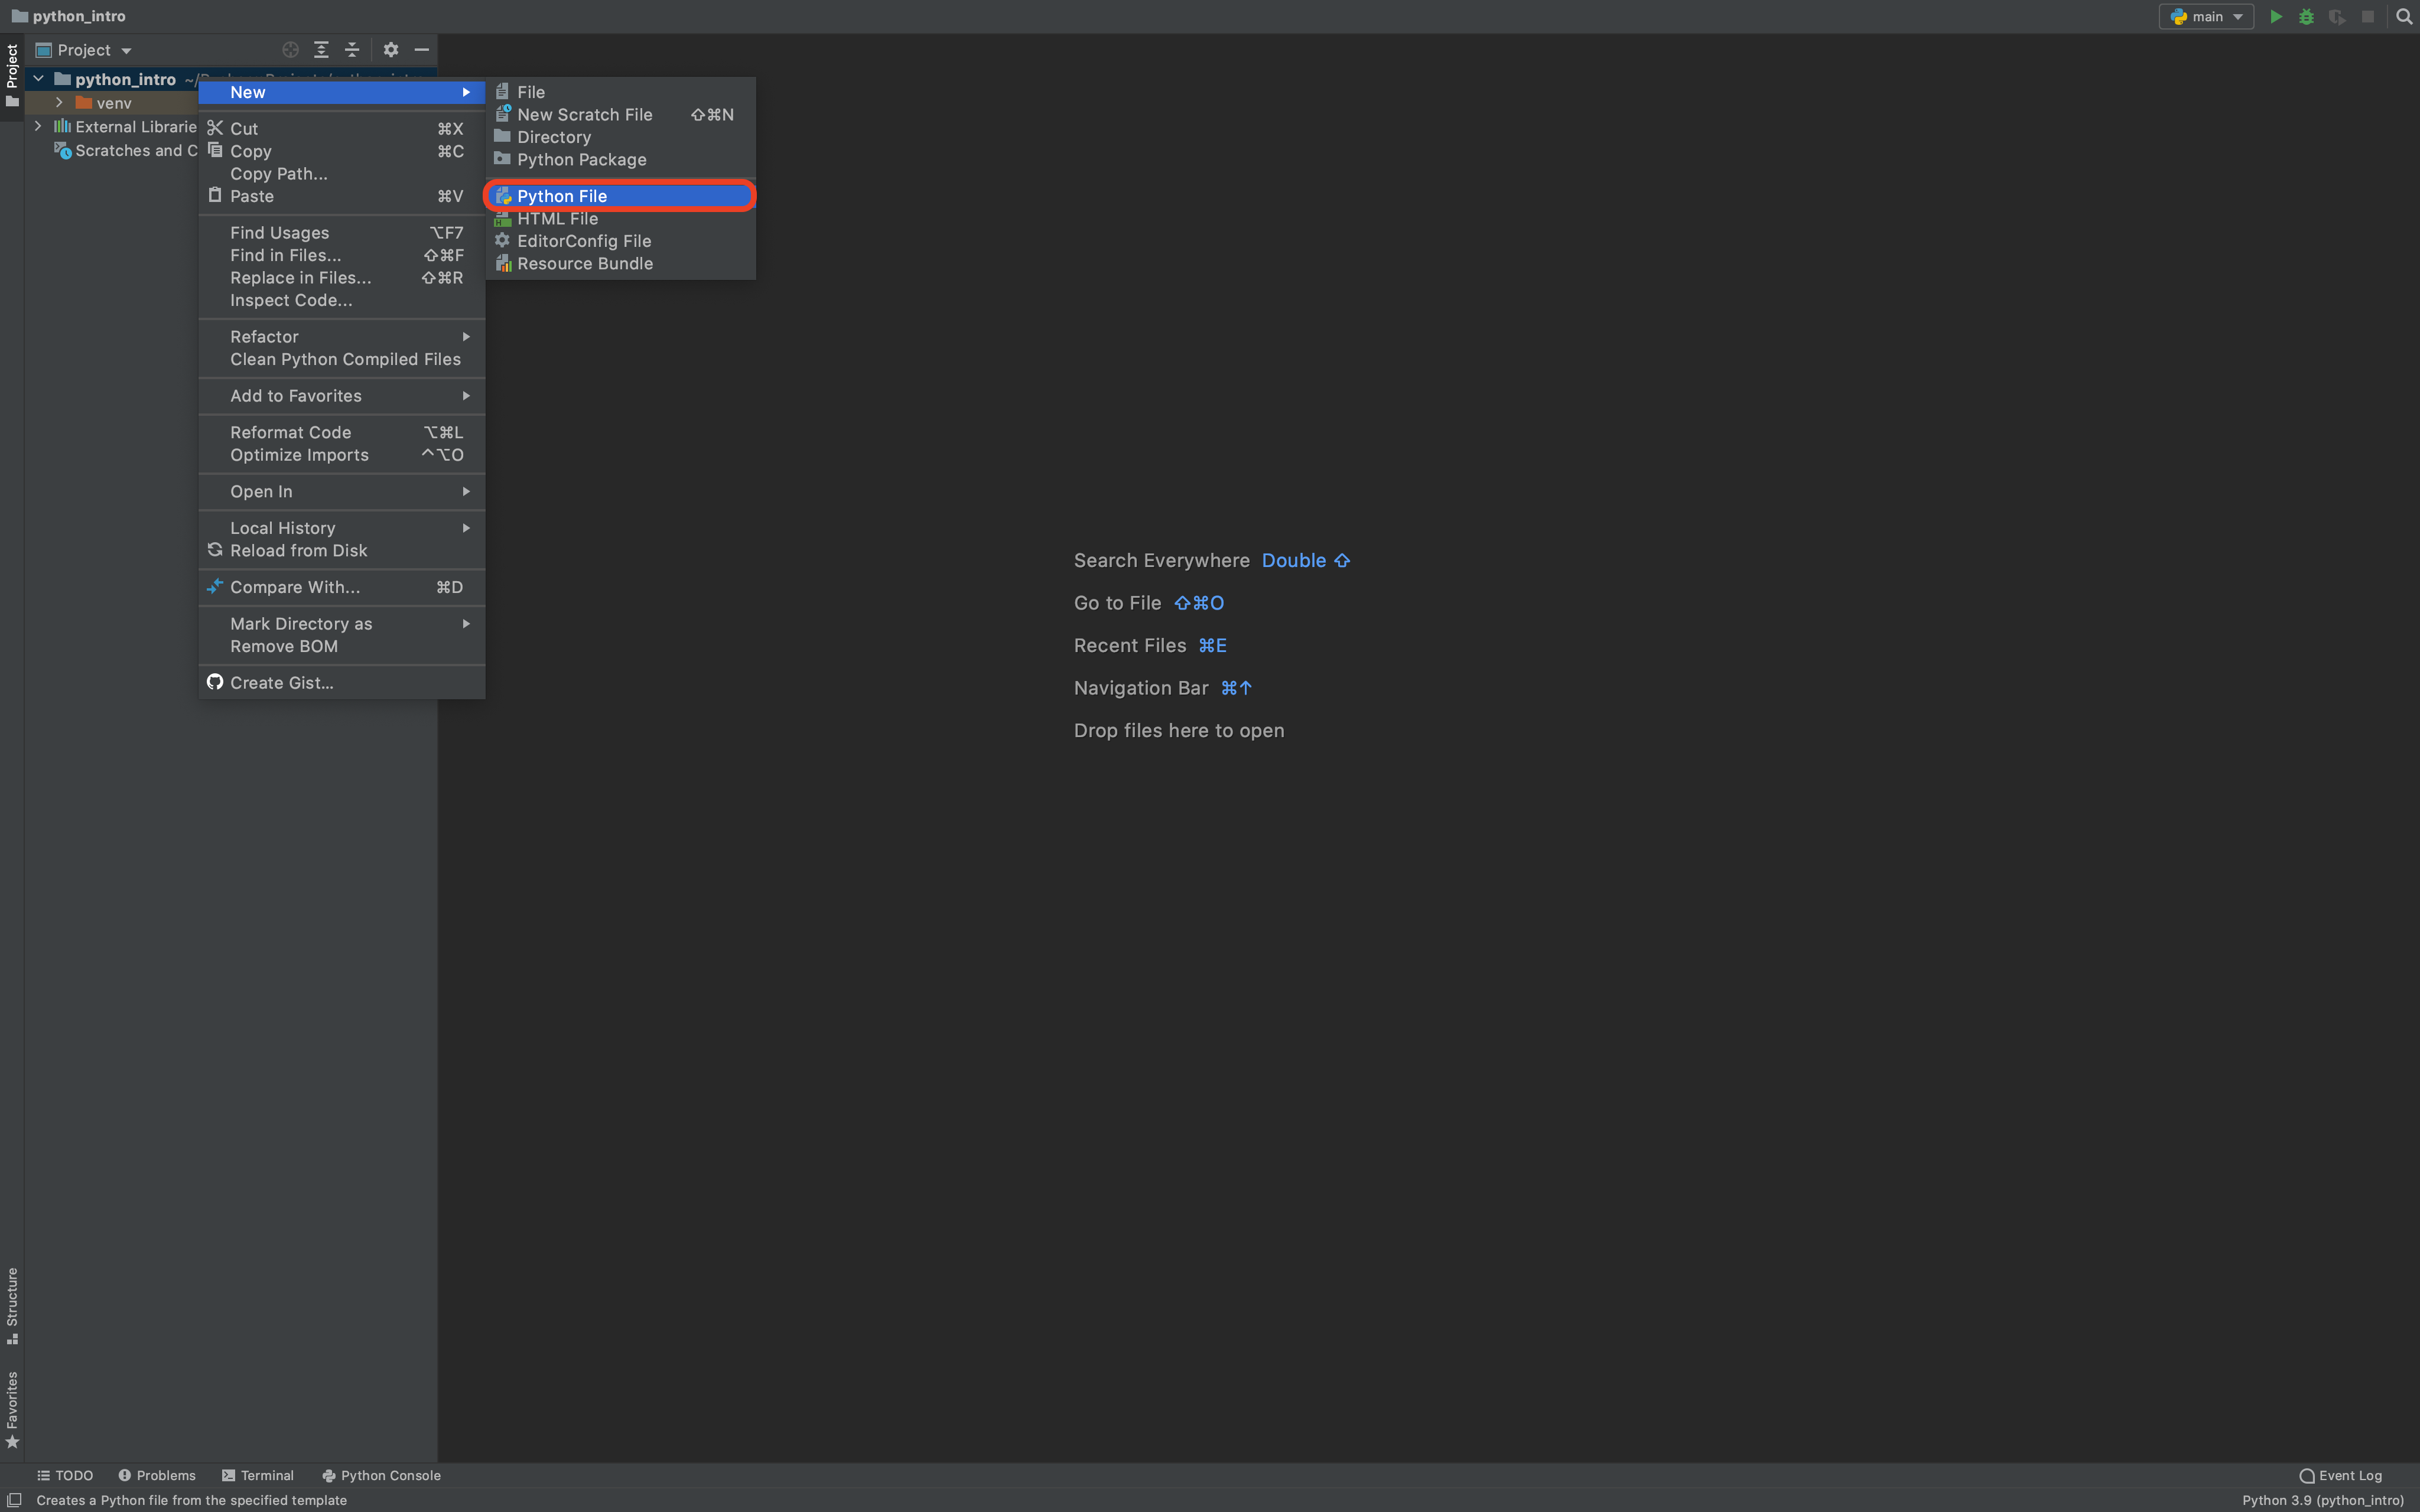 python_intro
main
Project
Project
python_intro ~/
venv
External Librarie
Scratches and C
New
Cut ⌘X
Copy ⌘C
Copy Path...
Paste ⌘V
Find Usages ⌥F7
Find in Files... ⇧⌘F
Replace in Files... ⇧⌘R
Inspect Code...
Refactor
Clean Python Compiled Files
Add to Favorites
Reformat Code ⌥⌘L
Optimize Imports ^⌥O
Open In
Local History
Reload from Disk
Compare With... ⌘D
Mark Directory as
Remove BOM
Create Gist...
File
New Scratch File ⇧⌘N
Directory
Python Package
Python File
HTML File
EditorConfig File
Resource Bundle
Search Everywhere Double ⇧
Go to File ⇧⌘O
Recent Files ⌘E
Navigation Bar ⌘↑
Drop files here to open
Structure
Favorites
TODO Problems Terminal Python Console Event Log
Creates a Python file from the specified template
Python 3.9 (python_intro)